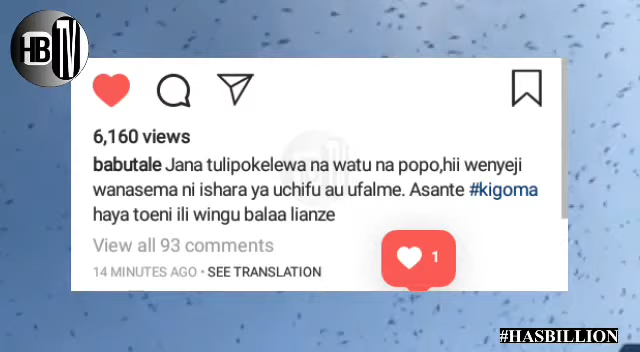 HB TV
6,160 views
babutale Jana tulipokelewa na watu na popo,hii wenyeji
wanasema ni ishara ya uchifu au ufalme. Asante #kigoma
haya toeni ili wingu balaa lianze
View all 93 comments
1
14 MINUTES AGO • SEE TRANSLATION
#HASBILLION